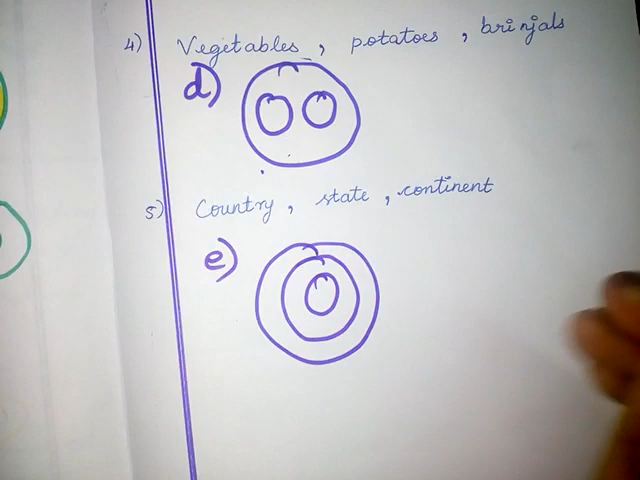 4) Vegetables , potatoes , brinjals
d)
5) Country , state , continent
e)